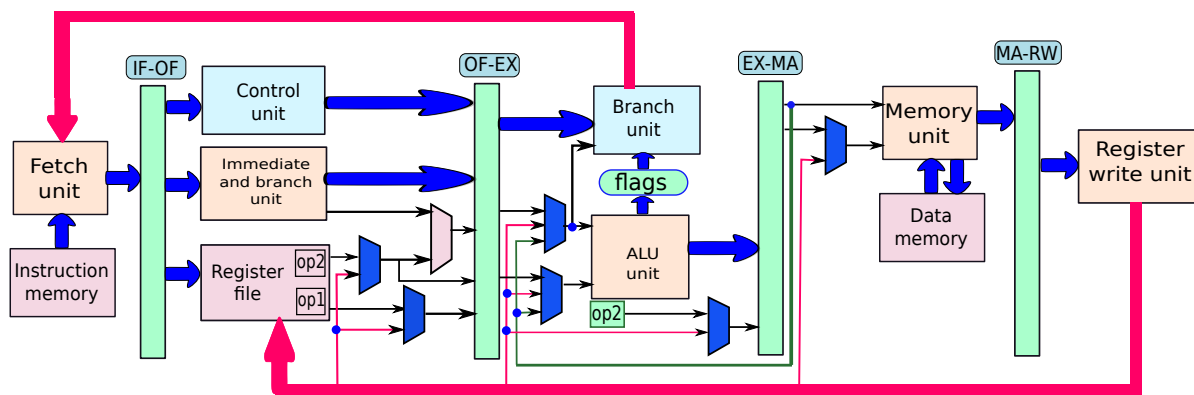 IF-OF
OF-EX
EX-MA
MA-RW
Control
unit
Branch
unit
Memory
unit
Fetch
unit
Immediate
and branch
unit
Register
write unit
flags
Instruction
memory
Register
file
op2
op1
ALU
unit
op2
Data
memory